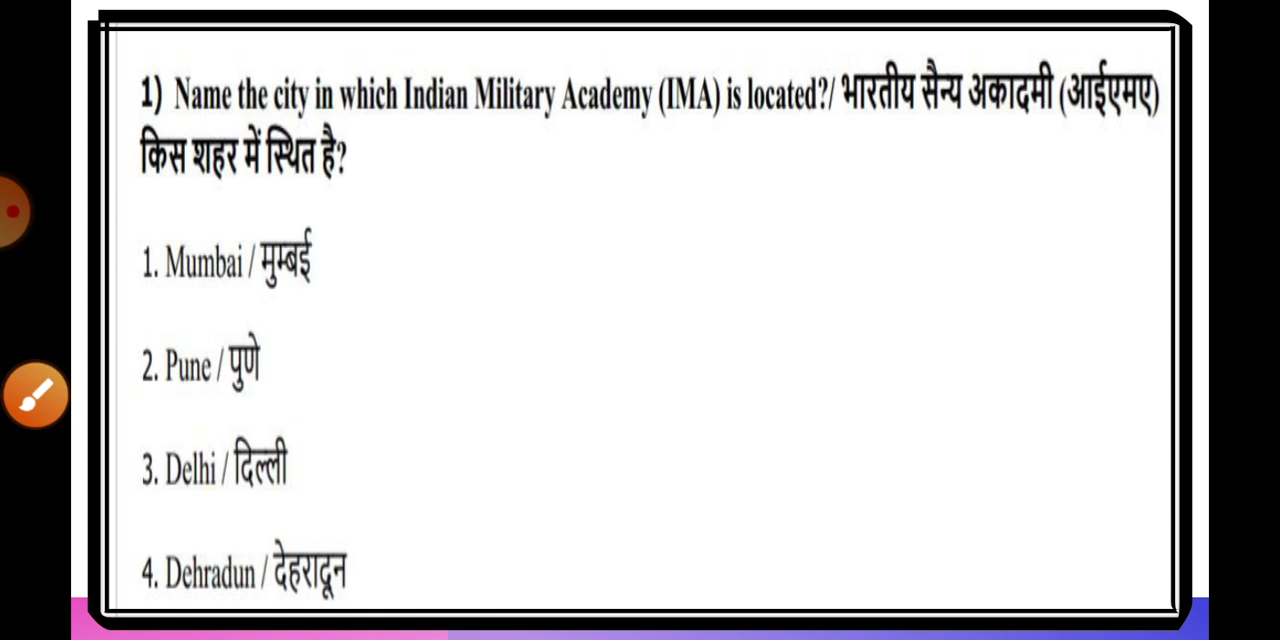 1) Name the city in which Indian Military Academy (IMA) is located?/ भारतीय सैन्य अकादमी (आईएमए)
किस शहर में स्थित है?
1. Mumbai / मुम्बई
2. Pune / पुणे
3. Delhi / दिल्ली
4. Dehradun / देहरादून